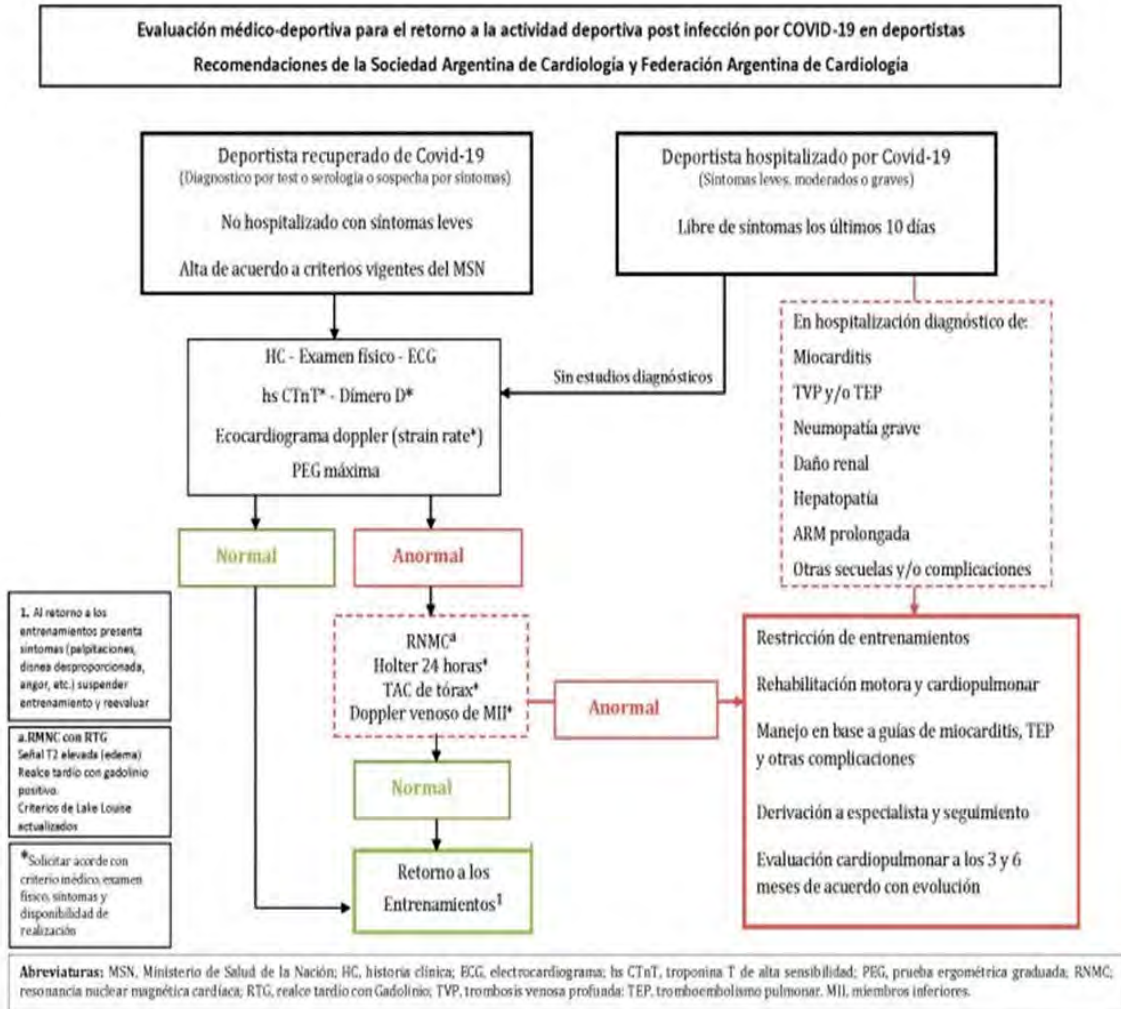 Evaluación médico-deportiva para el retorno a la actividad deportiva post infección por COVID-19 en deportistas
Recomendaciones de la Sociedad Argentina de Cardiología y Federación Argentina de Cardiología
Deportista recuperado de Covid-19
(Diagnostico por test o serología o sospecha por síntomas)
No hospitalizado con síntomas leves
Alta de acuerdo a criterios vigentes del MSN
Deportista hospitalizado por Covid-19
(Síntomas leves, moderados o graves)
Libre de síntomas los últimos 10 días
HC - Examen físico - ECG
hs CTnT* - Dímero D*
Ecocardiograma doppler (strain rate*)
PEG máxima
Sin estudios diagnósticos
En hospitalización diagnóstico de:
Miocarditis
TVP y/o TEP
Neumopatía grave
Daño renal
Hepatopatía
ARM prolongada
Otras secuelas y/o complicaciones
Normal
Anormal
RNMCª
Holter 24 horas*
TAC de tórax*
Doppler venoso de MII*
Anormal
Normal
Retorno a los
Entrenamientos¹
Restricción de entrenamientos
Rehabilitación motora y cardiopulmonar
Manejo en base a guías de miocarditis, TEP
y otras complicaciones
Derivación a especialista y seguimiento
Evaluación cardiopulmonar a los 3 y 6
meses de acuerdo con evolución
1. Al retorno a los
entrenamientos presenta
síntomas (palpitaciones,
disnea desproporcionada,
angor, etc.) suspender
entrenamiento y reevaluar
a.RMNC con RTG
Señal T2 elevada (edema)
Realce tardío con gadolinio
positivo.
Criterios de Lake Louise
actualizados
*Solicitar acorde con
criterio médico, examen
físico, síntomas y
disponibilidad de
realización
Abreviaturas: MSN, Ministerio de Salud de la Nación; HC, historia clínica; ECG, electrocardiograma; hs CTnT, troponina T de alta sensibilidad; PEG, prueba ergométrica graduada; RNMC;
resonancia nuclear magnética cardíaca; RTG, realce tardío con Gadolinio; TVP, trombosis venosa profunda; TEP, tromboembolismo pulmonar. MII, miembros inferiores.